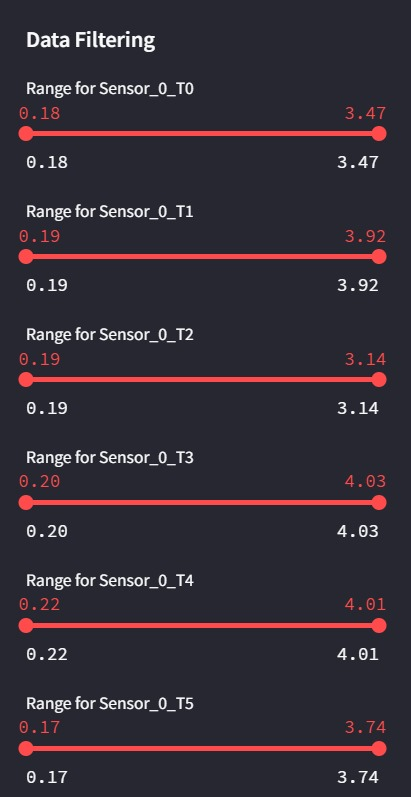 Data Filtering
Range for Sensor_0_T0
0.18 3.47
0.18 3.47
Range for Sensor_0_T1
0.19 3.92
0.19 3.92
Range for Sensor_0_T2
0.19 3.14
0.19 3.14
Range for Sensor_0_T3
0.20 4.03
0.20 4.03
Range for Sensor_0_T4
0.22 4.01
0.22 4.01
Range for Sensor_0_T5
0.17 3.74
0.17 3.74